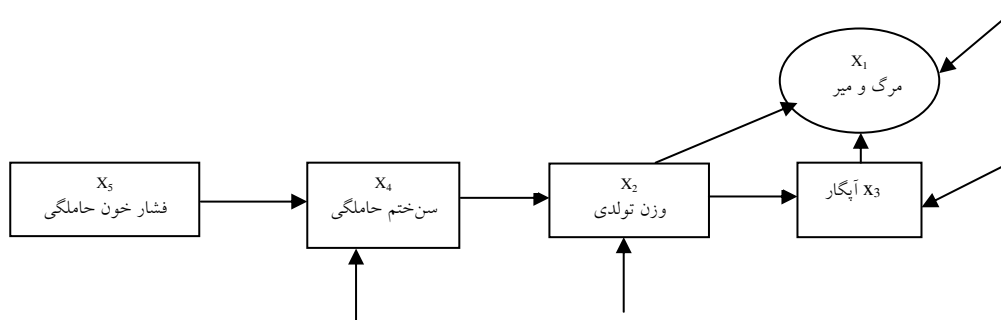 X₁
مرگ و میر
X₅
فشار خون حاملگی
X₄
سن‌ختم حاملگی
X₂
وزن تولدی
x₃ آپگار